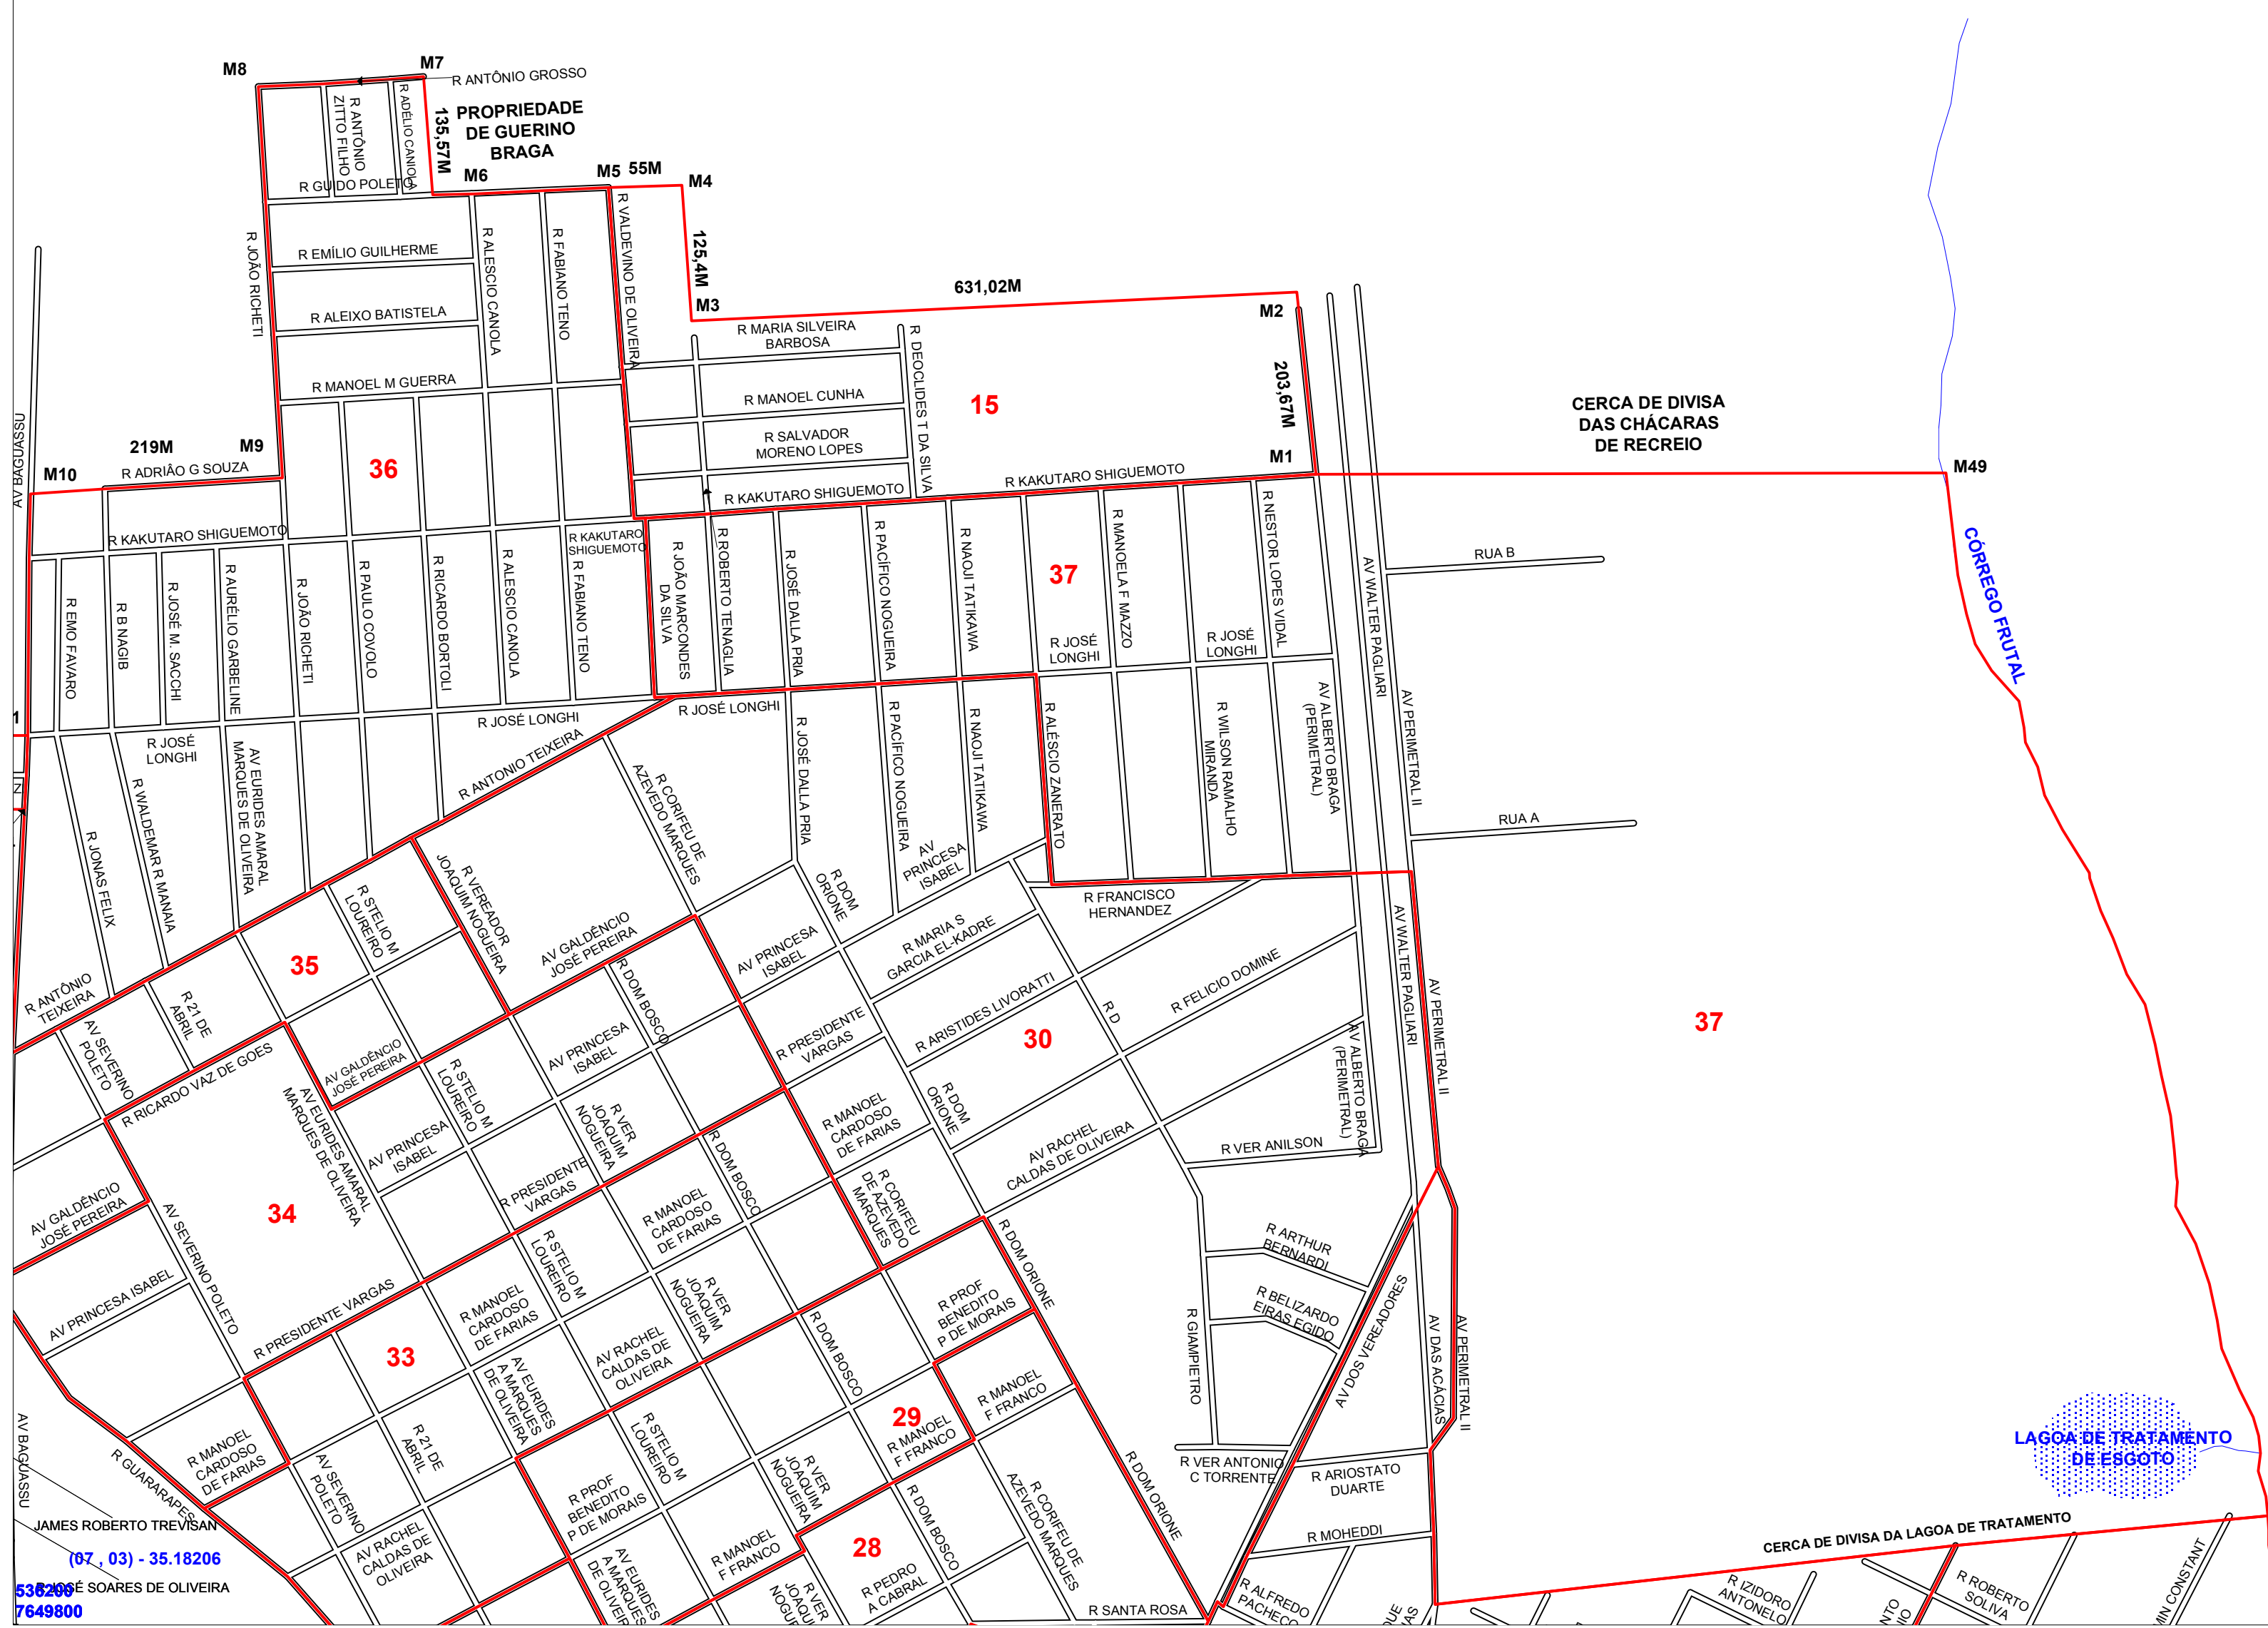 M8
M7
R ANTÔNIO GROSSO
R ANTÔNIO
ZITTO FILHO
R ADÉLIO CANIOLA
135,57M
PROPRIEDADE
DE GUERINO
BRAGA
R GUIDO POLETO
M6
M5
55M
M4
R JOÃO RICHETI
R EMÍLIO GUILHERME
R ALESCIO CANOLA
R FABIANO TENO
R VALDEVINO DE OLIVEIRA
125,4M
M3
631,02M
M2
R ALEIXO BATISTELA
R MARIA SILVEIRA
BARBOSA
R DEOCLIDES T DA SILVA
R MANOEL M GUERRA
R MANOEL CUNHA
15
203,67M
CERCA DE DIVISA
DAS CHÁCARAS
DE RECREIO
AV BAGUASSU
219M
M9
M10
R ADRIÂO G SOUZA
36
R SALVADOR
MORENO LOPES
M1
M49
R KAKUTARO SHIGUEMOTO
R KAKUTARO SHIGUEMOTO
R KAKUTARO SHIGUEMOTO
R KAKUTARO
SHIGUEMOTO
R EMO FAVARO
R B NAGIB
R JOSÉ M. SACCHI
R AURÉLIO GARBELINE
R JOÃO RICHETI
R PAULO COVOLO
R RICARDO BORTOLI
R ALESCIO CANOLA
R FABIANO TENO
R JOÃO MARCONDES
DA SILVA
R ROBERTO TENAGLIA
R JOSÉ DALLA PRIA
R PACÍFICO NOGUEIRA
R NAOJI TATIKAWA
37
R MANOELA F MAZZO
R NESTOR LOPES VIDAL
AV WALTER PAGLIARI
RUA B
CÓRREGO FRUTAL
R JOSÉ
LONGHI
R JOSÉ
LONGHI
1
R JOSÉ
LONGHI
R JOSÉ LONGHI
R JOSÉ LONGHI
R ANTONIO TEIXEIRA
Z
R JONAS FELIX
R WALDEMAR R MANAIA
AV EURIDES AMARAL
MARQUES DE OLIVEIRA
R CORIFEU DE
AZEVEDO MARQUES
R JOSÉ DALLA PRIA
R PACÍFICO NOGUEIRA
R NAOJI TATIKAWA
R ALÉSCIO ZANERATO
R WILSON RAMALHO
MIRANDA
AV ALBERTO BRAGA
(PERIMETRAL)
AV PERIMETRAL II
RUA A
AV
PRINCESA
ISABEL
R FRANCISCO
HERNANDEZ
R STELIO M
LOUREIRO
R VEREADOR
JOAQUIM NOGUEIRA
R DOM
ORIONE
AV GALDÊNCIO
JOSÉ PEREIRA
35
R ANTÔNIO
TEIXEIRA
R 21 DE
ABRIL
AV SEVERINO
POLETO
R DOM BOSCO
AV PRINCESA
ISABEL
R MARIA S
GARCIA EL-KADRE
R ARISTIDES LIVORATTI
R FELICIO DOMINE
AV WALTER PAGLIARI
AV PERIMETRAL II
37
R D
30
R RICARDO VAZ DE GOES
AV GALDÊNCIO
JOSÉ PEREIRA
AV PRINCESA
ISABEL
R PRESIDENTE
VARGAS
R STELIO M
LOUREIRO
AV EURIDES AMARAL
MARQUES DE OLIVEIRA
AV PRINCESA
ISABEL
R VER
JOAQUIM
NOGUEIRA
R DOM BOSCO
R MANOEL
CARDOSO
DE FARIAS
R DOM
ORIONE
AV ALBERTO BRAGA
(PERIMETRAL)
R VER ANILSON
AV RACHEL
CALDAS DE OLIVEIRA
AV GALDÊNCIO
JOSÉ PEREIRA
AV SEVERINO POLETO
34
R PRESIDENTE
VARGAS
R MANOEL
CARDOSO
DE FARIAS
R CORIFEU
DE AZEVEDO
MARQUES
R STELIO M
LOUREIRO
R DOM ORIONE
R ARTHUR
BERNARDI
AV PRINCESA ISABEL
R PRESIDENTE VARGAS
R MANOEL
CARDOSO
DE FARIAS
R VER
JOAQUIM
NOGUEIRA
R DOM BOSCO
R PROF
BENEDITO
P DE MORAIS
R GIAMPIETRO
R BELIZARDO
EIRAS EGIDO
AV DOS VEREADORES
AV DAS ACÁCIAS
AV PERIMETRAL II
33
AV RACHEL
CALDAS DE
OLIVEIRA
AV EURIDES
A MARQUES
DE OLIVEIRA
R MANOEL
F FRANCO
29
R MANOEL
F FRANCO
AV BAGUASSU
R GUARARAPES
R MANOEL
CARDOSO
DE FARIAS
R 21 DE
ABRIL
AV SEVERINO
POLETO
R STELIO M
LOUREIRO
R VER
JOAQUIM
NOGUEIRA
R DOM ORIONE
R VER ANTONIO
C TORRENTE
R ARIOSTATO
DUARTE
LAGOA DE TRATAMENTO
DE ESGOTO
R PROF
BENEDITO
P DE MORAIS
R DOM BOSCO
R CORIFEU DE
AZEVEDO MARQUES
JAMES ROBERTO TREVISAN
AV RACHEL
CALDAS DE
OLIVEIRA
R MANOEL
F FRANCO
28
R MOHEDDI
CERCA DE DIVISA DA LAGOA DE TRATAMENTO
(07 , 03) - 35.18206
R JOSÉ SOARES DE OLIVEIRA
536200
7649800
AV EURIDES
A MARQUES
DE OLIVEIR
R VER
JOAQUI
NOGU
R PEDRO
A CABRAL
R SANTA ROSA
R ALFREDO
PACHECO
R IZIDORO
ANTONELO
R ROBERTO
SOLIVA
MIN CONSTANT